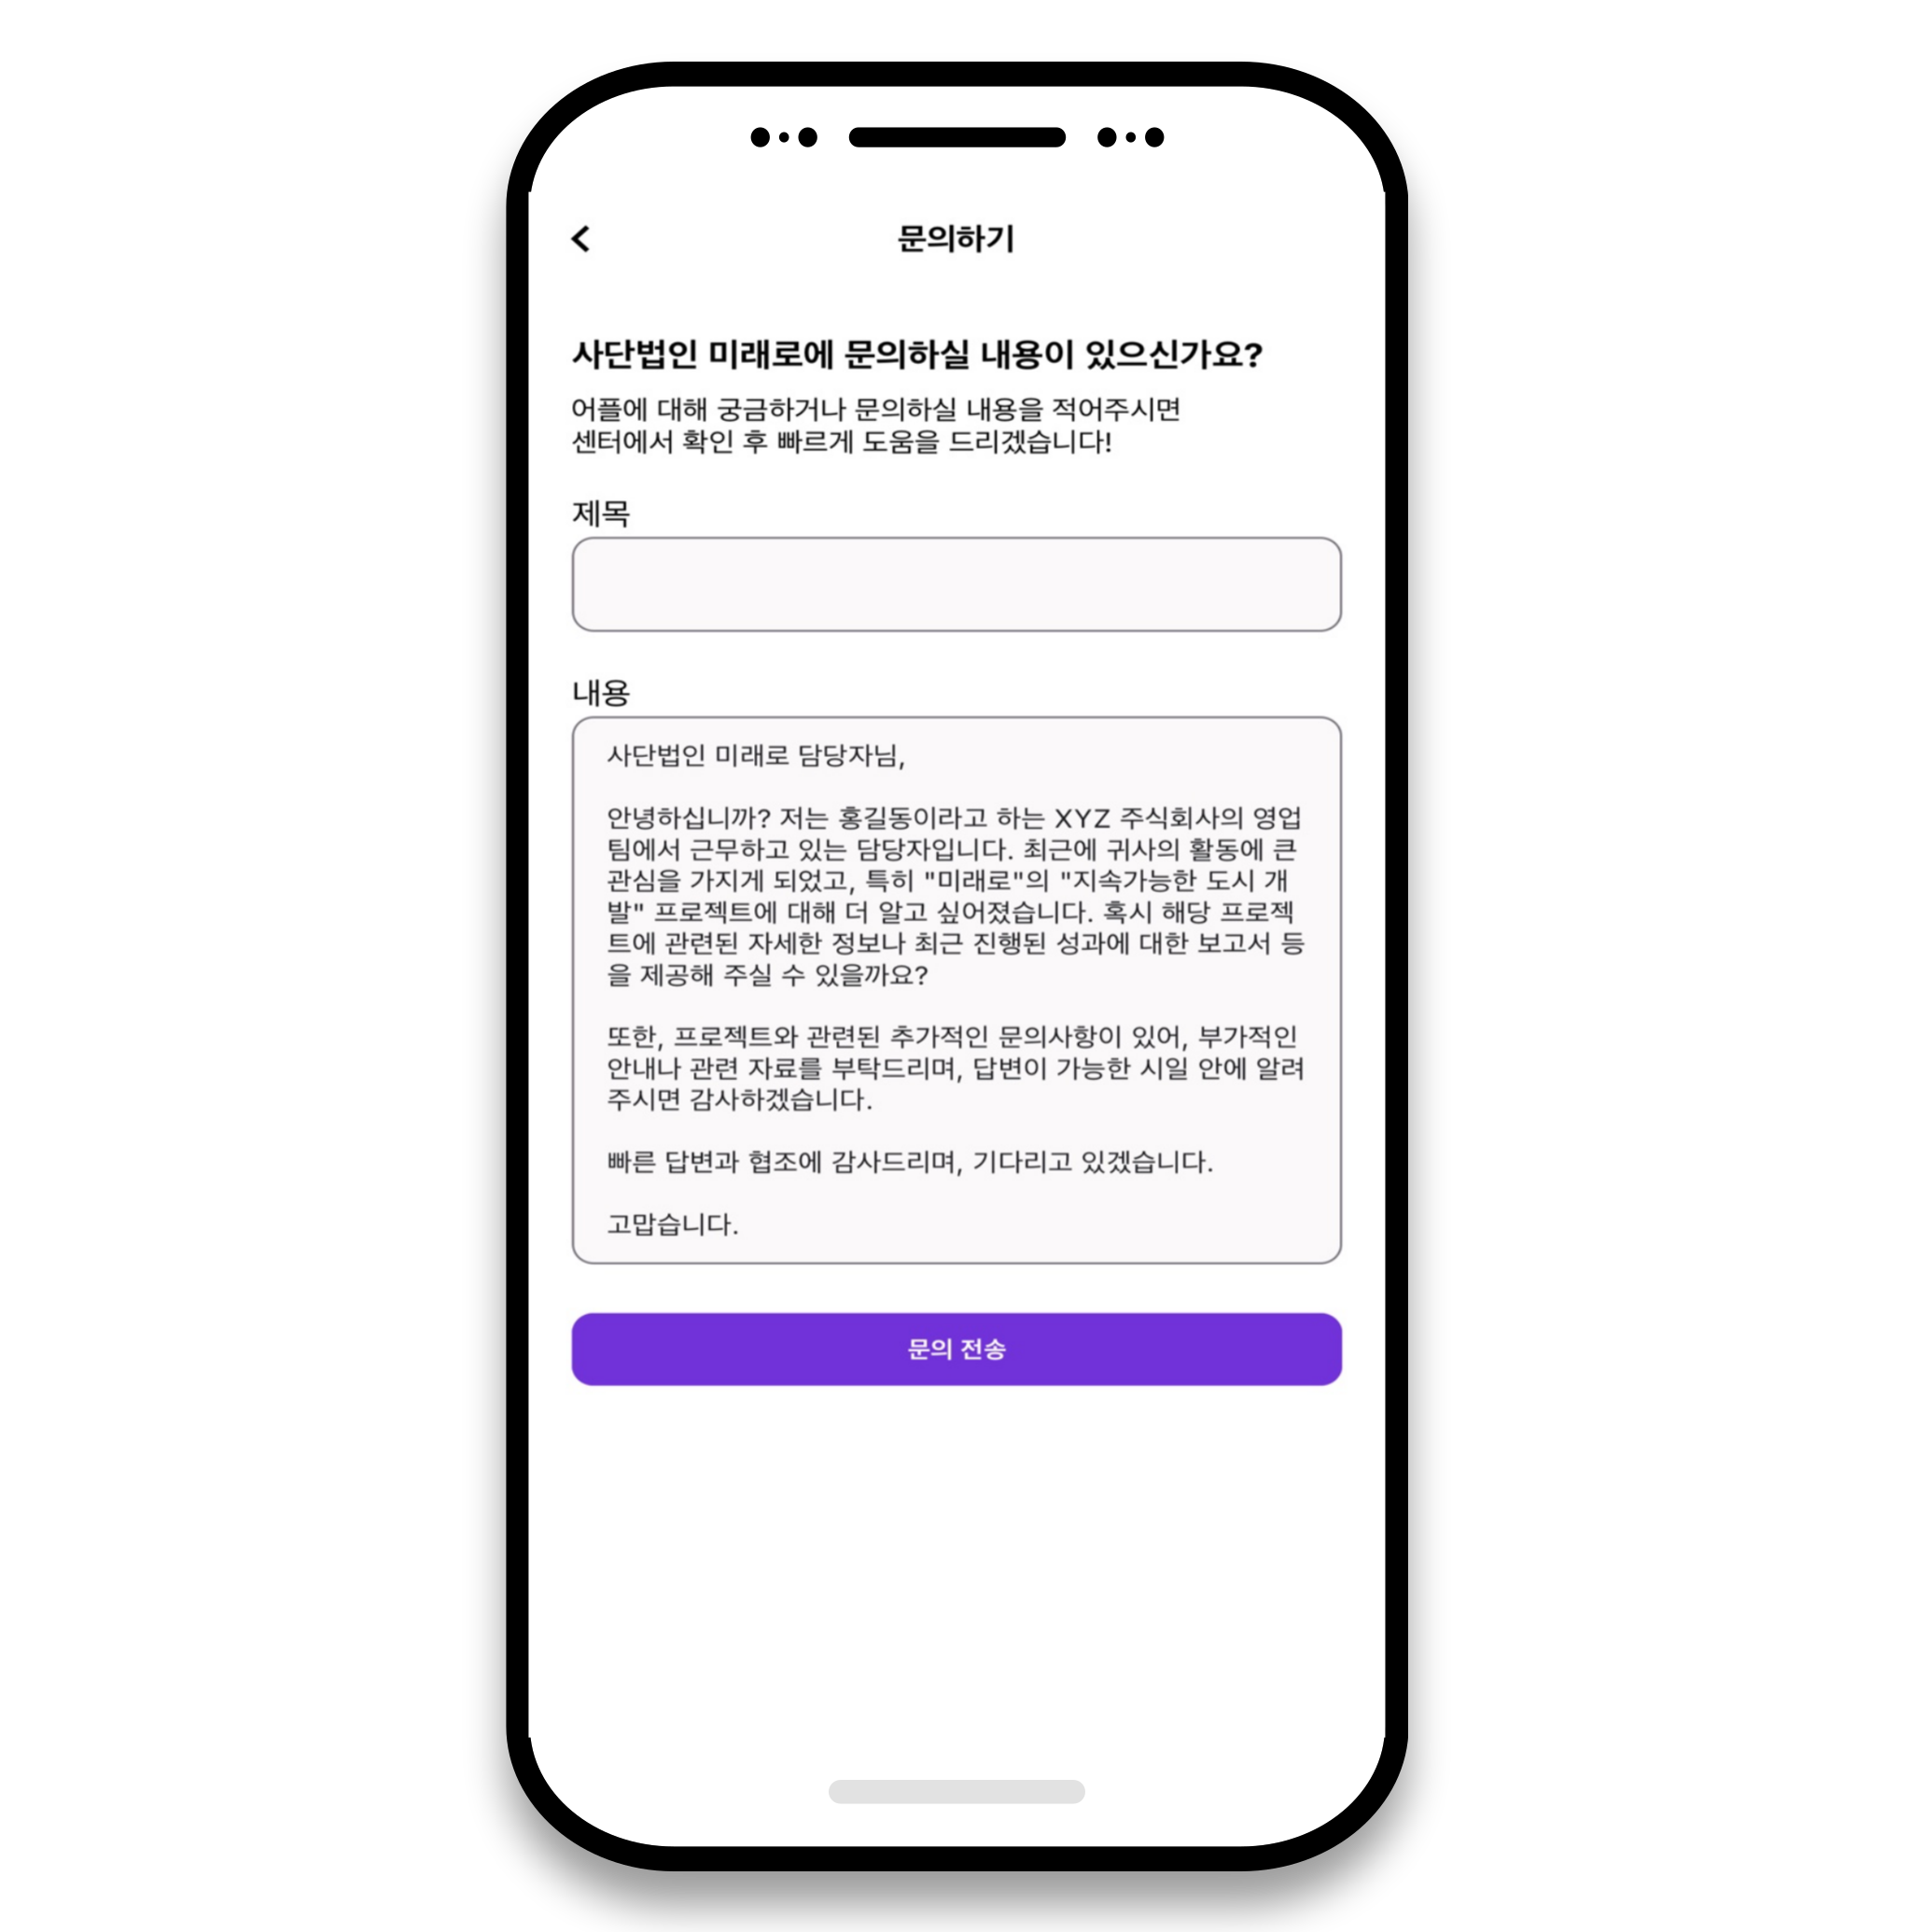 문의하기
사단법인 미래로에 문의하실 내용이 있으신가요?
어플에 대해 궁금하거나 문의하실 내용을 적어주시면
센터에서 확인 후 빠르게 도움을 드리겠습니다!
제목
내용
사단법인 미래로 담당자님,
안녕하십니까? 저는 홍길동이라고 하는 XYZ 주식회사의 영업
팀에서 근무하고 있는 담당자입니다. 최근에 귀사의 활동에 큰
관심을 가지게 되었고, 특히 "미래로"의 "지속가능한 도시 개
발" 프로젝트에 대해 더 알고 싶어졌습니다. 혹시 해당 프로젝
트에 관련된 자세한 정보나 최근 진행된 성과에 대한 보고서 등
을 제공해 주실 수 있을까요?
또한, 프로젝트와 관련된 추가적인 문의사항이 있어, 부가적인
안내나 관련 자료를 부탁드리며, 답변이 가능한 시일 안에 알려
주시면 감사하겠습니다.
빠른 답변과 협조에 감사드리며, 기다리고 있겠습니다.
고맙습니다.
문의 전송